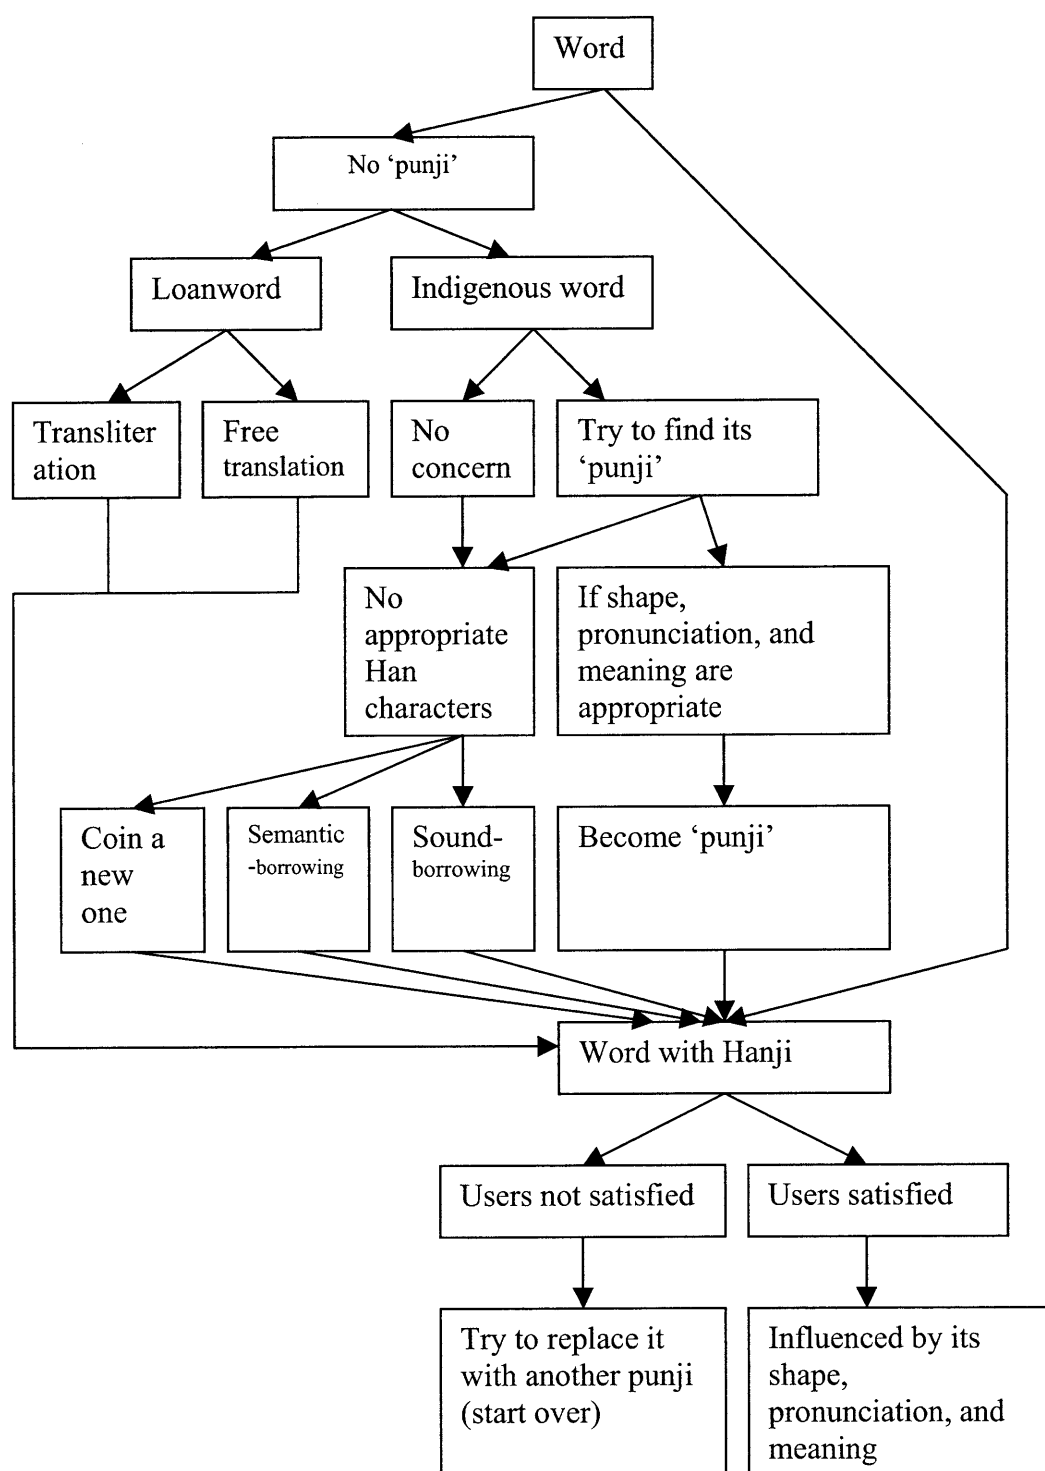 Word
No ‘punji’
Loanword
Indigenous word
Transliter
ation
Free
translation
No
concern
Try to find its
‘punji’
No
appropriate
Han
characters
If shape,
pronunciation, and
meaning are
appropriate
Coin a
new
one
Semantic
-borrowing
Sound-
borrowing
Become ‘punji’
Word with Hanji
Users not satisfied
Users satisfied
Try to replace it
with another punji
(start over)
Influenced by its
shape,
pronunciation, and
meaning